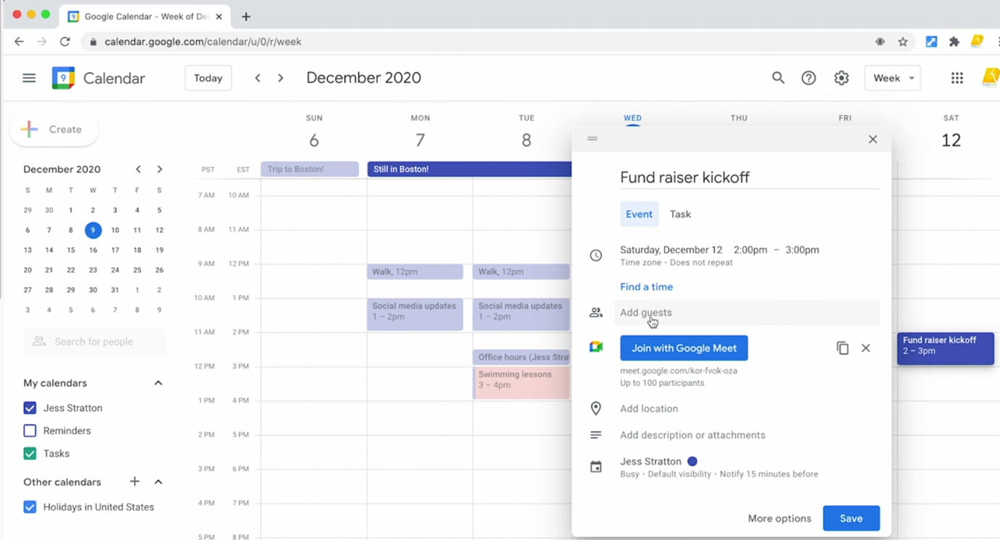 Google Calendar - Week of De
calendar.google.com/calendar/u/0/r/week
9 Calendar
Today
December 2020
Week
Create
SUN MON TUE WED THU FRI SAT
6 7 8 12
December 2020
S M T W T F S
29 30 1 2 3 4 5
6 7 8 9 10 11 12
13 14 15 16 17 18 19
20 21 22 23 24 25 26
27 28 29 30 31 1 2
3 4 5 6 7 8 9
Search for people
My calendars
Jess Stratton
Reminders
Tasks
Other calendars
Holidays in United States
PST EST
Trip to Boston!
Still in Boston!
7 AM 10 AM
8 AM 11 AM
9 AM 12 PM
10 AM 1 PM
11 AM 2 PM
12 PM 3 PM
1 PM 4 PM
2 PM 5 PM
3 PM 6 PM
4 PM 7 PM
5 PM 8 PM
Walk, 12pm
Social media updates
1 – 2pm
Walk, 12pm
Social media updates
1 – 2pm
Office hours (Jess Stra
Swimming lessons
3 – 4pm
Fund raiser kickoff
Event Task
Saturday, December 12 2:00pm – 3:00pm
Time zone · Does not repeat
Find a time
Add guests
Join with Google Meet
meet.google.com/kor-fvok-oza
Up to 100 participants
Add location
Add description or attachments
Jess Stratton
Busy · Default visibility · Notify 15 minutes before
More options Save
Fund raiser kickoff
2 – 3pm